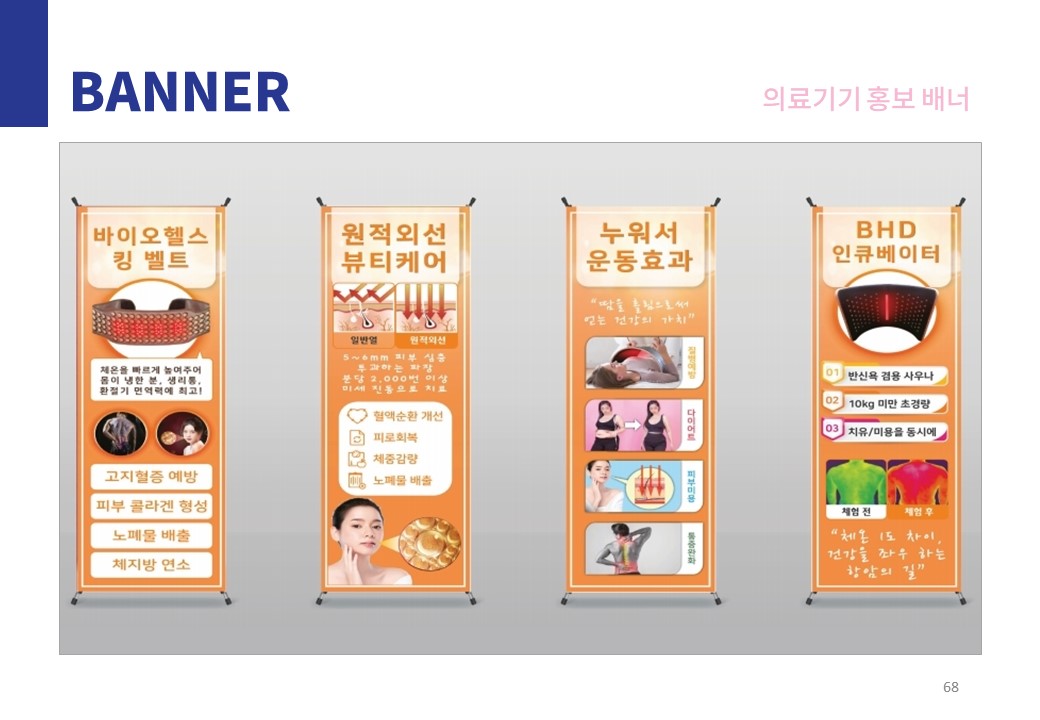 BANNER
의료기기 홍보 배너
바이오헬스
킹 벨트
체온을 빠르게 높여주어
몸이 냉한 분, 생리통,
환절기 면역력에 최고!
고지혈증 예방
피부 콜라겐 형성
노폐물 배출
체지방 연소
원적외선
뷰티케어
일반열
원적외선
5~6mm 피부 심층
투과하는 파장
분당 2,000번 이상
미세 진동으로 치료
혈액순환 개선
피로회복
체중감량
노폐물 배출
누워서
운동효과
“땀을 흘림으로써
얻는 건강의 가치”
질병예방
다이어트
피부미용
통증완화
BHD
인큐베이터
01 반신욕 겸용 사우나
02 10kg 미만 초경량
03 치유/미용을 동시에
체험 전
체험 후
“체온 1도 차이,
건강을 좌우 하는
항암의 길”
68